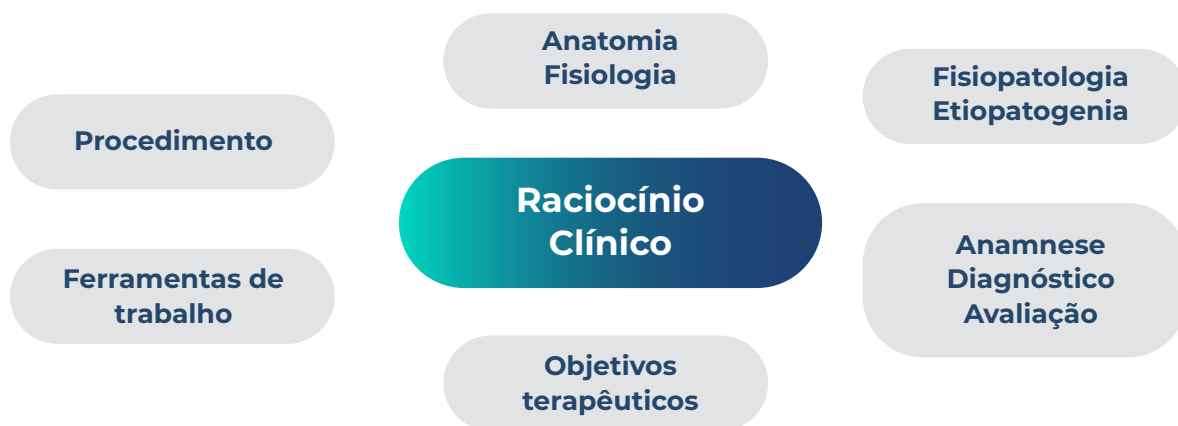 Anatomia
Fisiologia
Fisiopatologia
Etiopatogenia
Procedimento
Raciocínio
Clínico
Anamnese
Diagnóstico
Avaliação
Ferramentas de
trabalho
Objetivos
terapêuticos